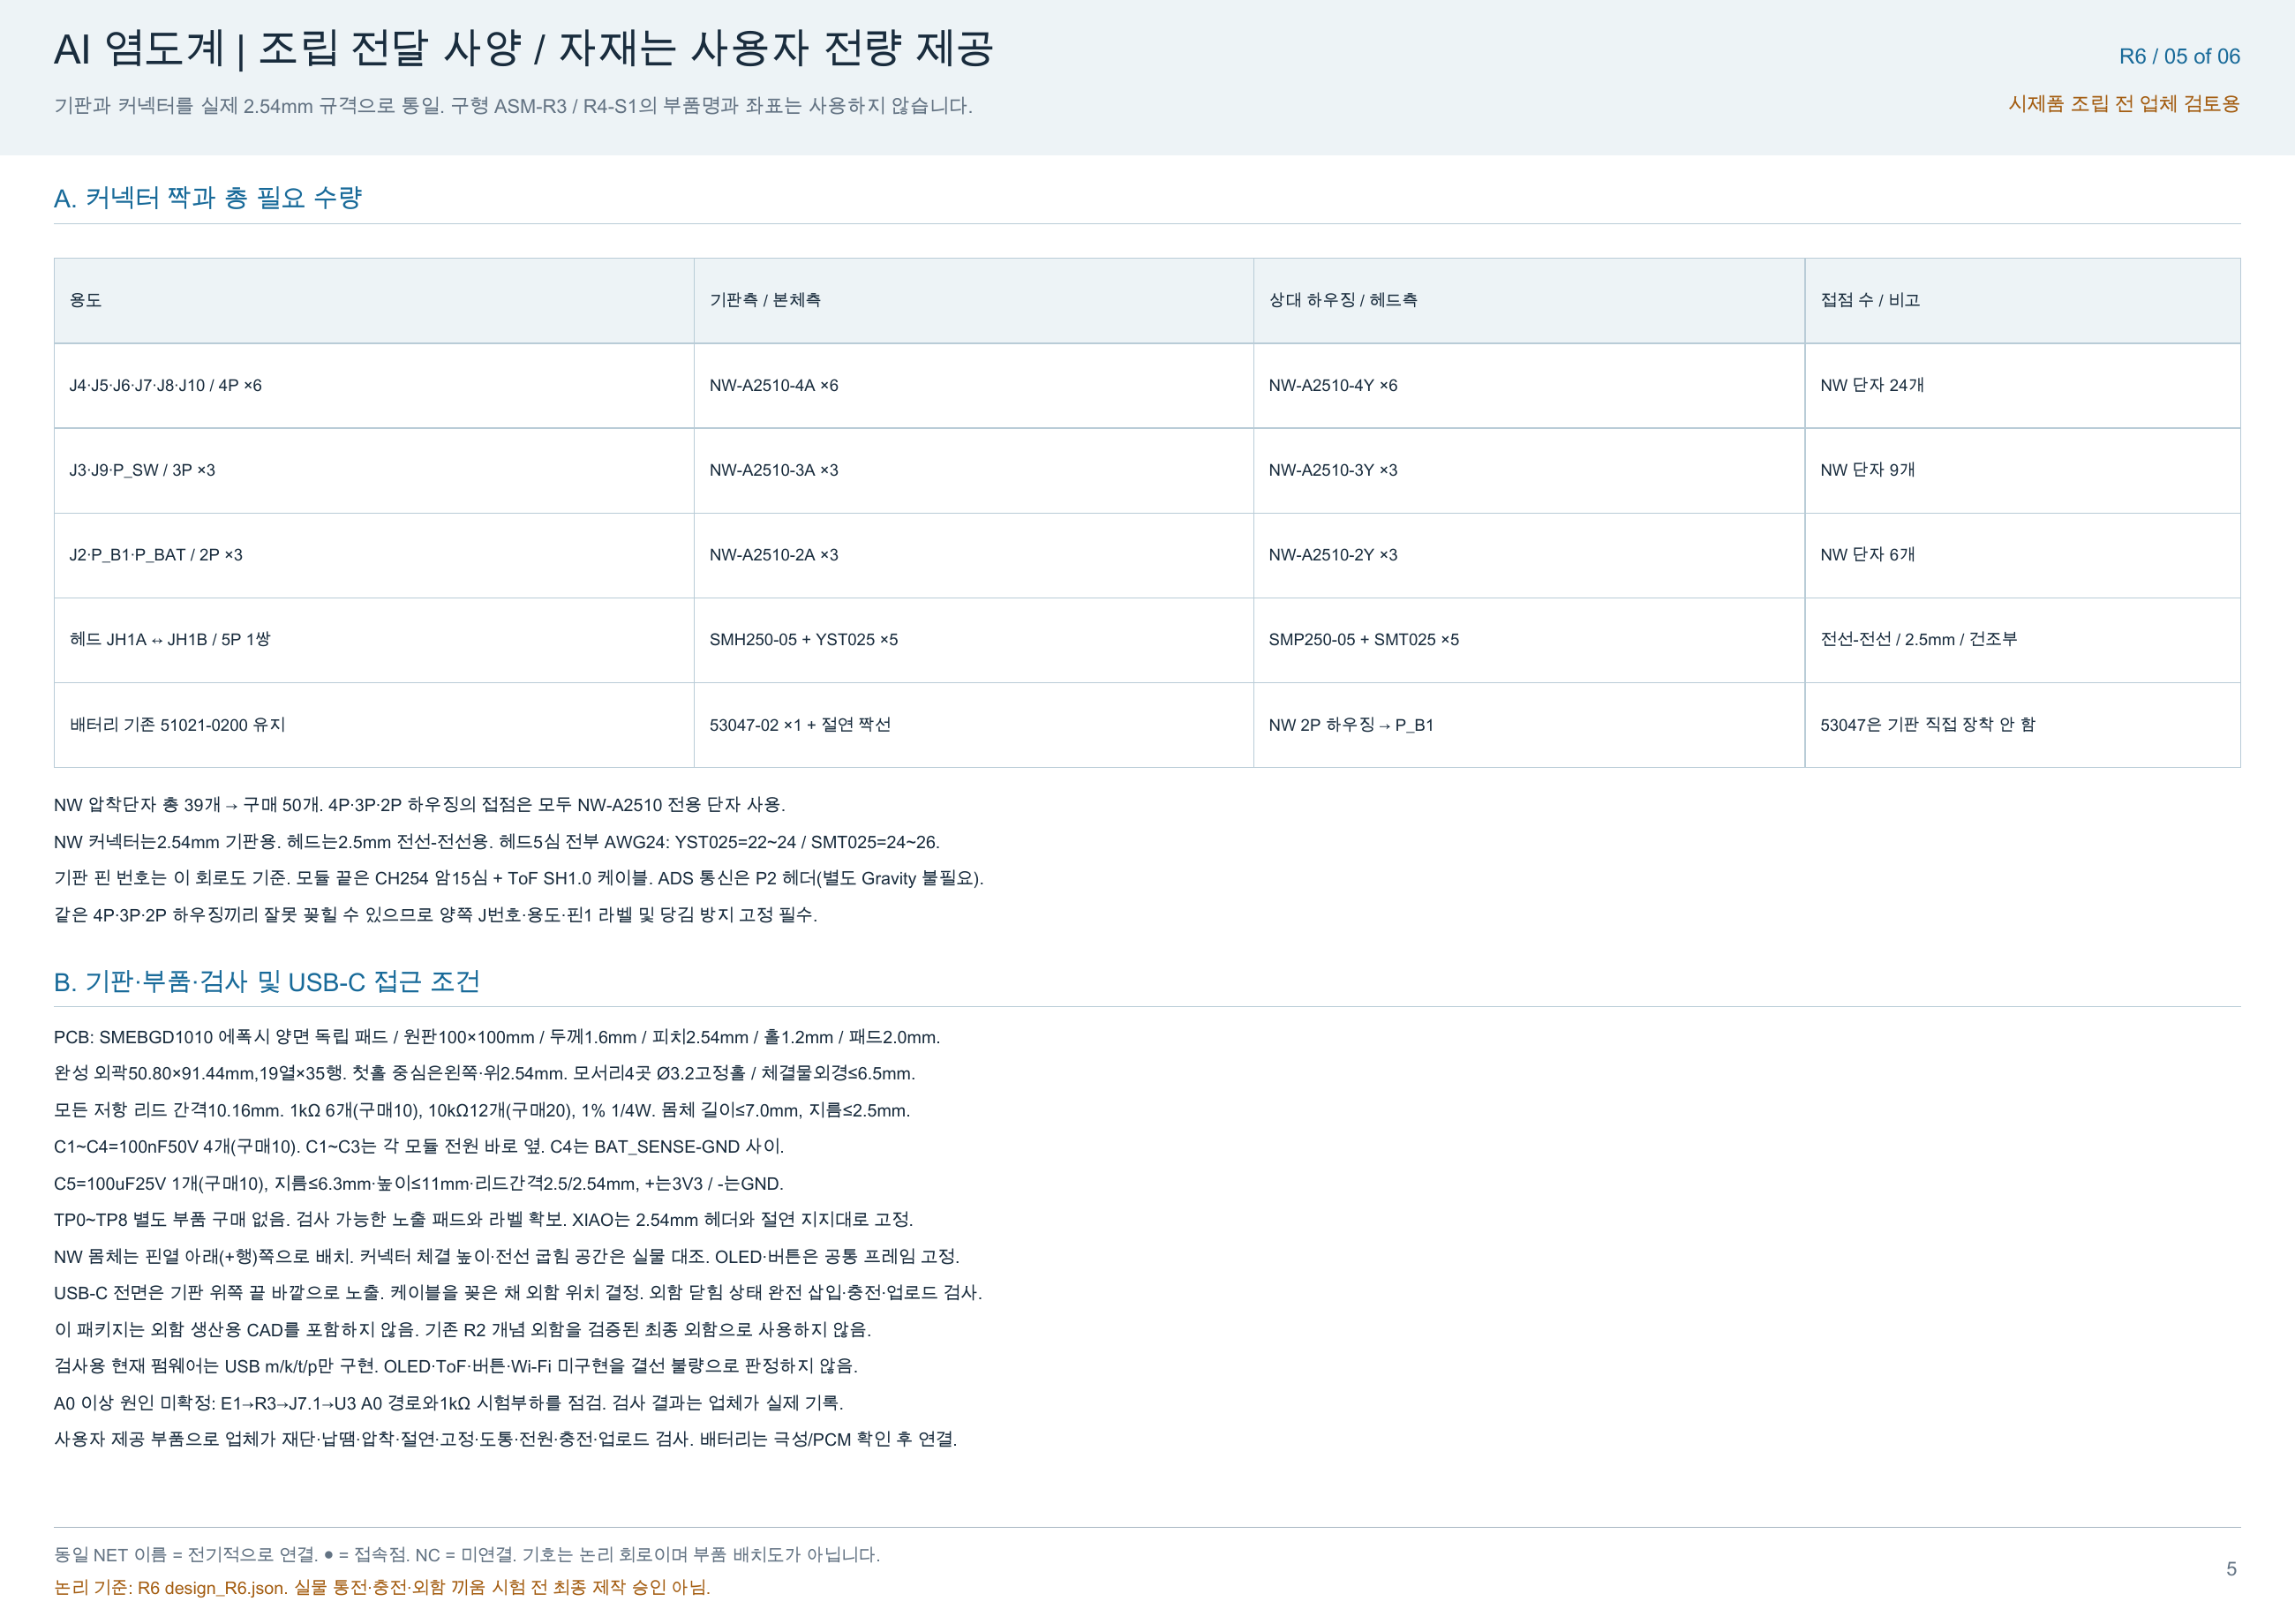 AI 염도계 | 조립 전달 사양 / 자재는 사용자 전량 제공
R6 / 05 of 06
기판과 커넥터를 실제 2.54mm 규격으로 통일. 구형 ASM-R3 / R4-S1의 부품명과 좌표는 사용하지 않습니다.
시제품 조립 전 업체 검토용
A. 커넥터 짝과 총 필요 수량
용도 기판측 / 본체측 상대 하우징 / 헤드측 접점 수 / 비고
J4·J5·J6·J7·J8·J10 / 4P ×6 NW-A2510-4A ×6 NW-A2510-4Y ×6 NW 단자 24개
J3·J9·P_SW / 3P ×3 NW-A2510-3A ×3 NW-A2510-3Y ×3 NW 단자 9개
J2·P_B1·P_BAT / 2P ×3 NW-A2510-2A ×3 NW-A2510-2Y ×3 NW 단자 6개
헤드 JH1A ↔ JH1B / 5P 1쌍 SMH250-05 + YST025 ×5 SMP250-05 + SMT025 ×5 전선-전선 / 2.5mm / 건조부
배터리 기존 51021-0200 유지 53047-02 ×1 + 절연 짝선 NW 2P 하우징→ P_B1 53047은 기판 직접 장착 안 함
NW 압착단자 총 39개→ 구매 50개. 4P·3P·2P 하우징의 접점은 모두 NW-A2510 전용 단자 사용.
NW 커넥터는2.54mm 기판용. 헤드는2.5mm 전선-전선용. 헤드5심 전부 AWG24: YST025=22~24 / SMT025=24~26.
기판 핀 번호는 이 회로도 기준. 모듈 끝은 CH254 암15심 + ToF SH1.0 케이블. ADS 통신은 P2 헤더(별도 Gravity 불필요).
같은 4P·3P·2P 하우징끼리 잘못 꽂힐 수 있으므로 양쪽 J번호·용도·핀1 라벨 및 당김 방지 고정 필수.
B. 기판·부품·검사 및 USB-C 접근 조건
PCB: SMEBGD1010 에폭시 양면 독립 패드 / 원판100×100mm / 두께1.6mm / 피치2.54mm / 홀1.2mm / 패드2.0mm.
완성 외곽50.80×91.44mm,19열×35행. 첫홀 중심은왼쪽·위2.54mm. 모서리4곳 Ø3.2고정홀 / 체결물외경≤6.5mm.
모든 저항 리드 간격10.16mm. 1kΩ 6개(구매10), 10kΩ12개(구매20), 1% 1/4W. 몸체 길이≤7.0mm, 지름≤2.5mm.
C1~C4=100nF50V 4개(구매10). C1~C3는 각 모듈 전원 바로 옆. C4는 BAT_SENSE-GND 사이.
C5=100uF25V 1개(구매10), 지름≤6.3mm·높이≤11mm·리드간격2.5/2.54mm, +는3V3 / -는GND.
TP0~TP8 별도 부품 구매 없음. 검사 가능한 노출 패드와 라벨 확보. XIAO는 2.54mm 헤더와 절연 지지대로 고정.
NW 몸체는 핀열 아래(+행)쪽으로 배치. 커넥터 체결 높이·전선 굽힘 공간은 실물 대조. OLED·버튼은 공통 프레임 고정.
USB-C 전면은 기판 위쪽 끝 바깥으로 노출. 케이블을 꽂은 채 외함 위치 결정. 외함 닫힘 상태 완전 삽입·충전·업로드 검사.
이 패키지는 외함 생산용 CAD를 포함하지 않음. 기존 R2 개념 외함을 검증된 최종 외함으로 사용하지 않음.
검사용 현재 펌웨어는 USB m/k/t/p만 구현. OLED·ToF·버튼·Wi-Fi 미구현을 결선 불량으로 판정하지 않음.
A0 이상 원인 미확정: E1→R3→J7.1→U3 A0 경로와1kΩ 시험부하를 점검. 검사 결과는 업체가 실제 기록.
사용자 제공 부품으로 업체가 재단·납땜·압착·절연·고정·도통·전원·충전·업로드 검사. 배터리는 극성/PCM 확인 후 연결.
동일 NET 이름 = 전기적으로 연결. ● = 접속점. NC = 미연결. 기호는 논리 회로이며 부품 배치도가 아닙니다.
논리 기준: R6 design_R6.json. 실물 통전·충전·외함 끼움 시험 전 최종 제작 승인 아님.
5